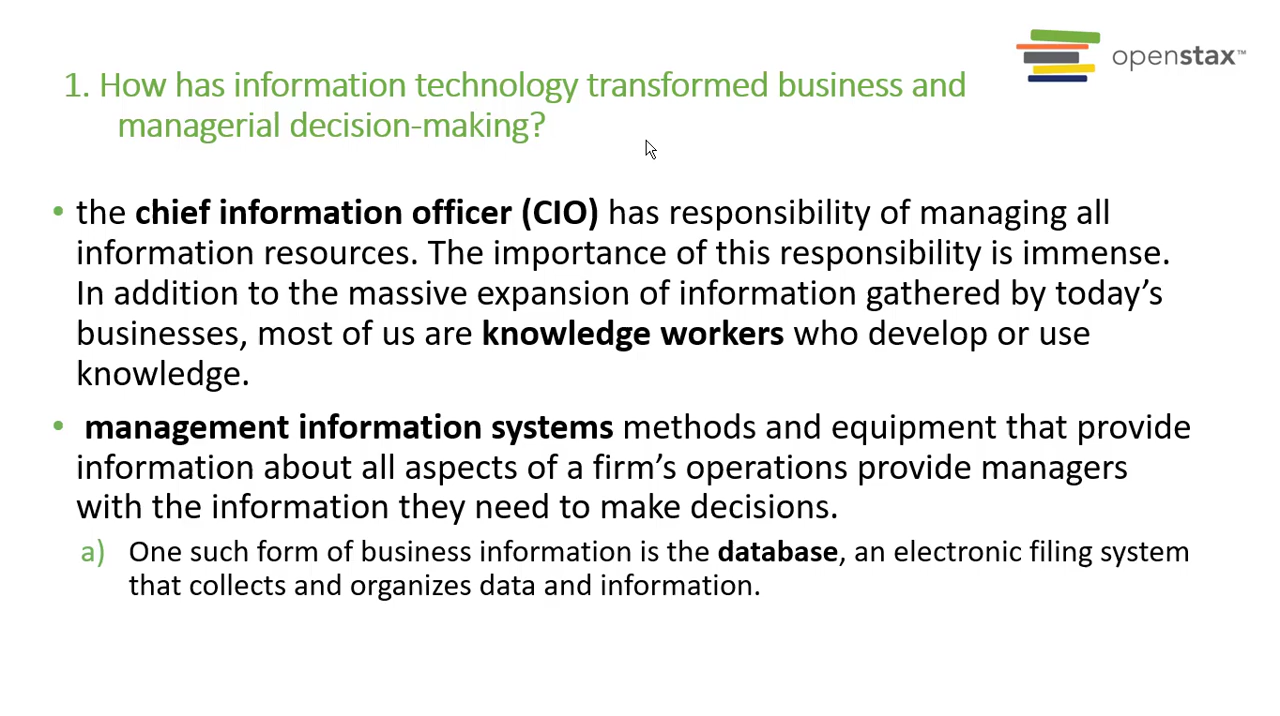 openstax™
1. How has information technology transformed business and
managerial decision-making?
• the chief information officer (CIO) has responsibility of managing all
information resources. The importance of this responsibility is immense.
In addition to the massive expansion of information gathered by today’s
businesses, most of us are knowledge workers who develop or use
knowledge.
• management information systems methods and equipment that provide
information about all aspects of a firm’s operations provide managers
with the information they need to make decisions.
a) One such form of business information is the database, an electronic filing system
that collects and organizes data and information.